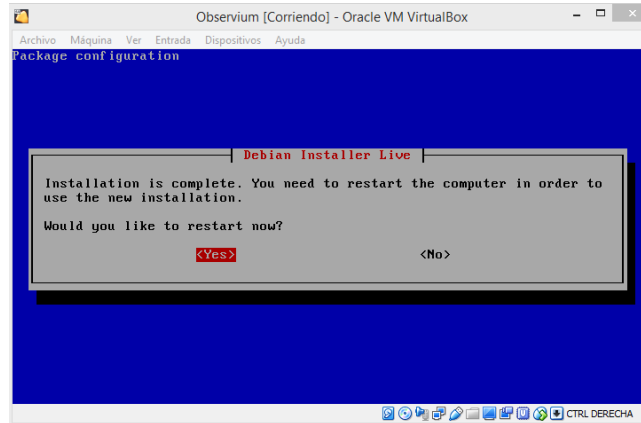 Observium [Corriendo] - Oracle VM VirtualBox
Archivo Máquina Ver Entrada Dispositivos Ayuda
Package configuration
Debian Installer Live
Installation is complete. You need to restart the computer in order to
use the new installation.
Would you like to restart now?
<Yes> <No>
CTRL DERECHA